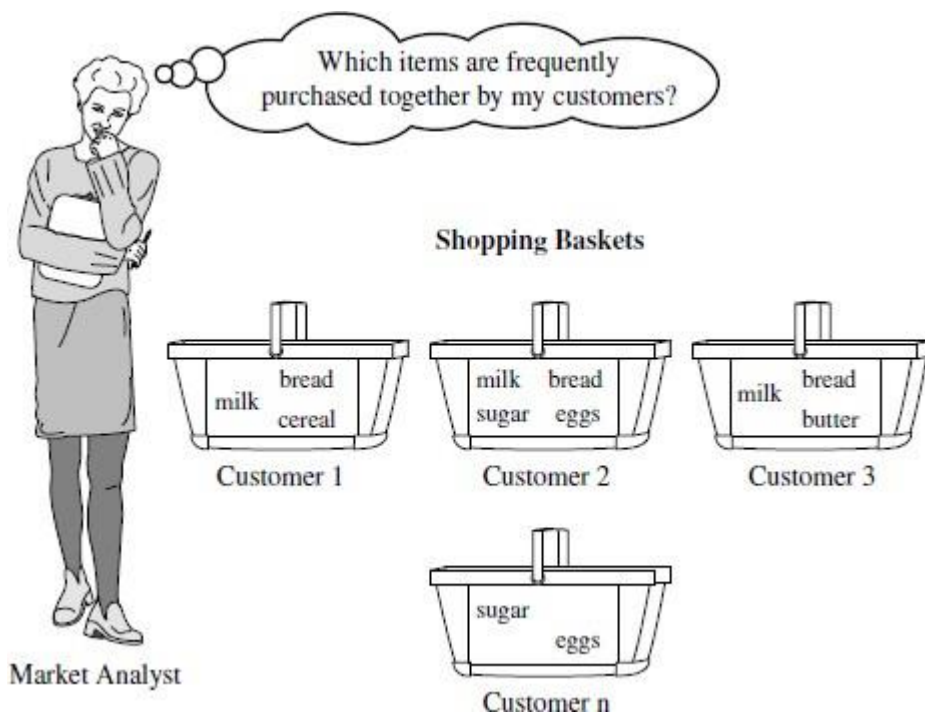 Which items are frequently
purchased together by my customers?
Shopping Baskets
milk
bread
cereal
Customer 1
milk bread
sugar eggs
Customer 2
milk
bread
butter
Customer 3
sugar
eggs
Customer n
Market Analyst